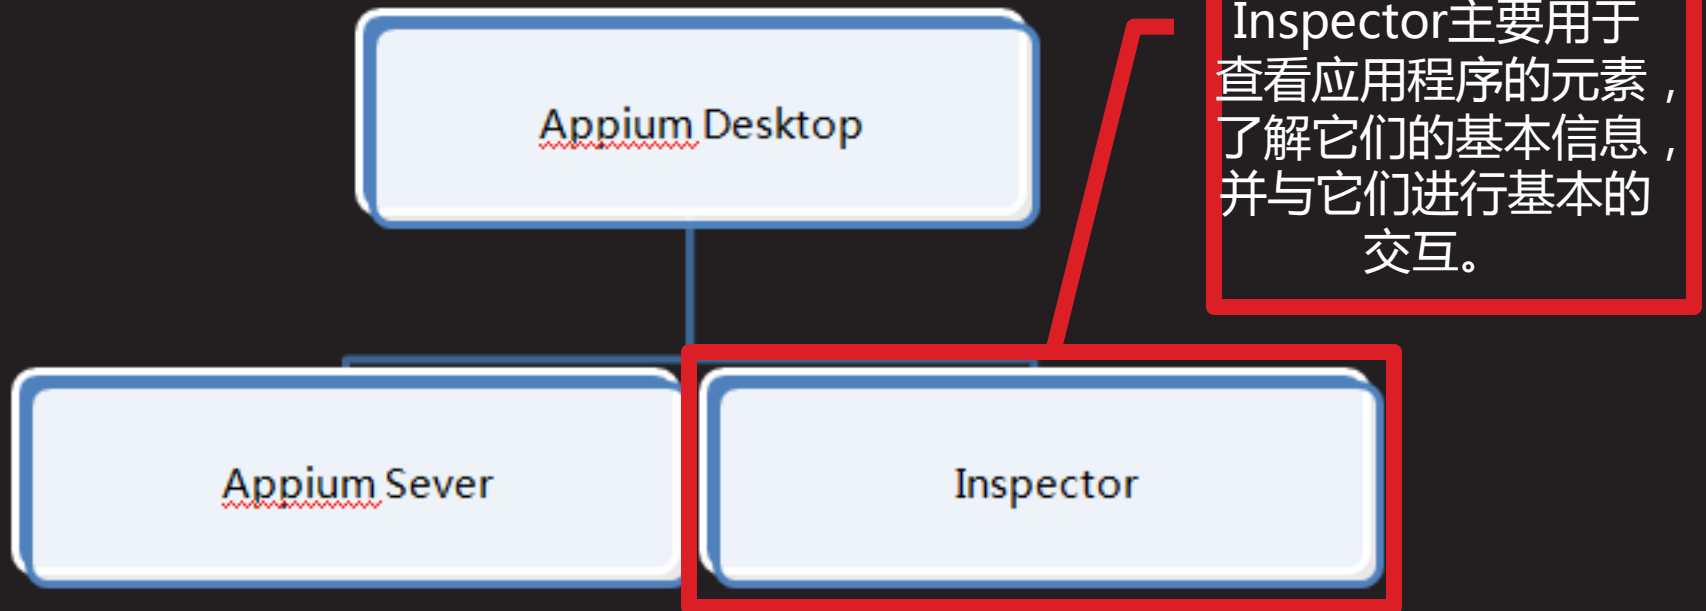 Appium Desktop
Inspector主要用于
查看应用程序的元素，
了解它们的基本信息，
并与它们进行基本的
交互。
Appium Sever
Inspector